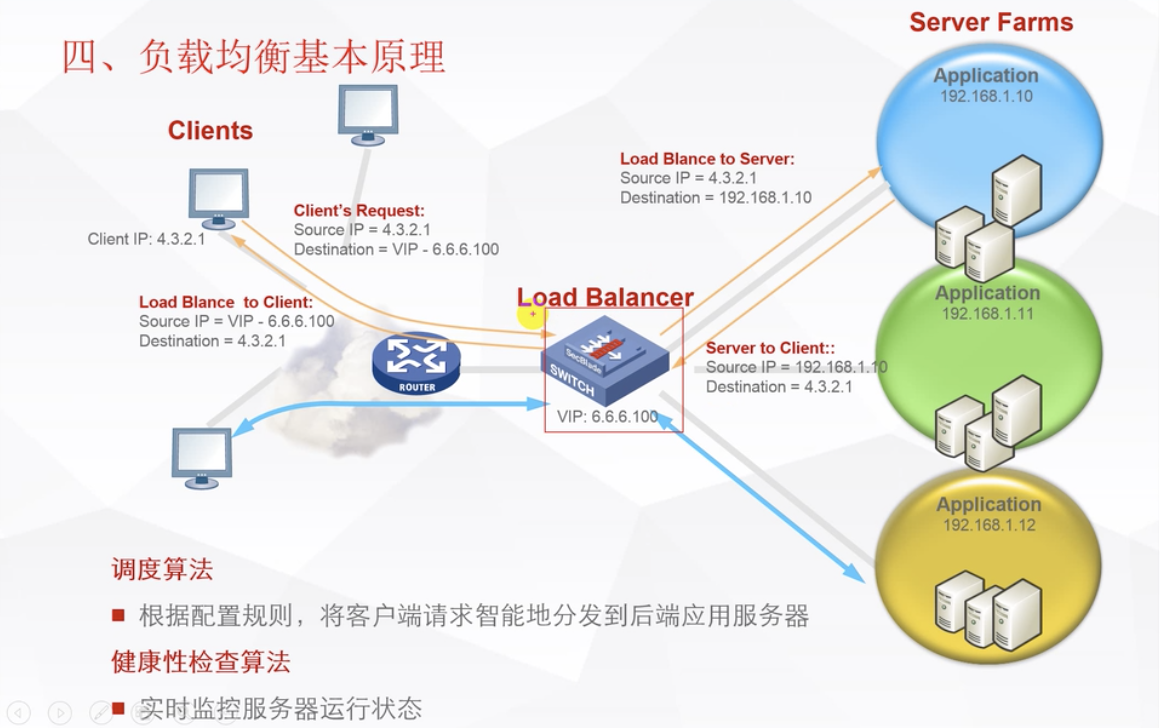 四、负载均衡基本原理
Server Farms
Application
192.168.1.10
Clients
Load Blance to Server:
Source IP = 4.3.2.1
Destination = 192.168.1.10
Client's Request:
Source IP = 4.3.2.1
Destination = VIP - 6.6.6.100
Client IP: 4.3.2.1
Load Blance to Client:
Source IP = VIP - 6.6.6.100
Destination = 4.3.2.1
Load Balancer
SecBlade
SWITCH
VIP: 6.6.6.100
ROUTER
Application
192.168.1.11
Server to Client::
Source IP = 192.168.1.10
Destination = 4.3.2.1
Application
192.168.1.12
调度算法
■ 根据配置规则，将客户端请求智能地分发到后端应用服务器
健康性检查算法
■ 实时监控服务器运行状态